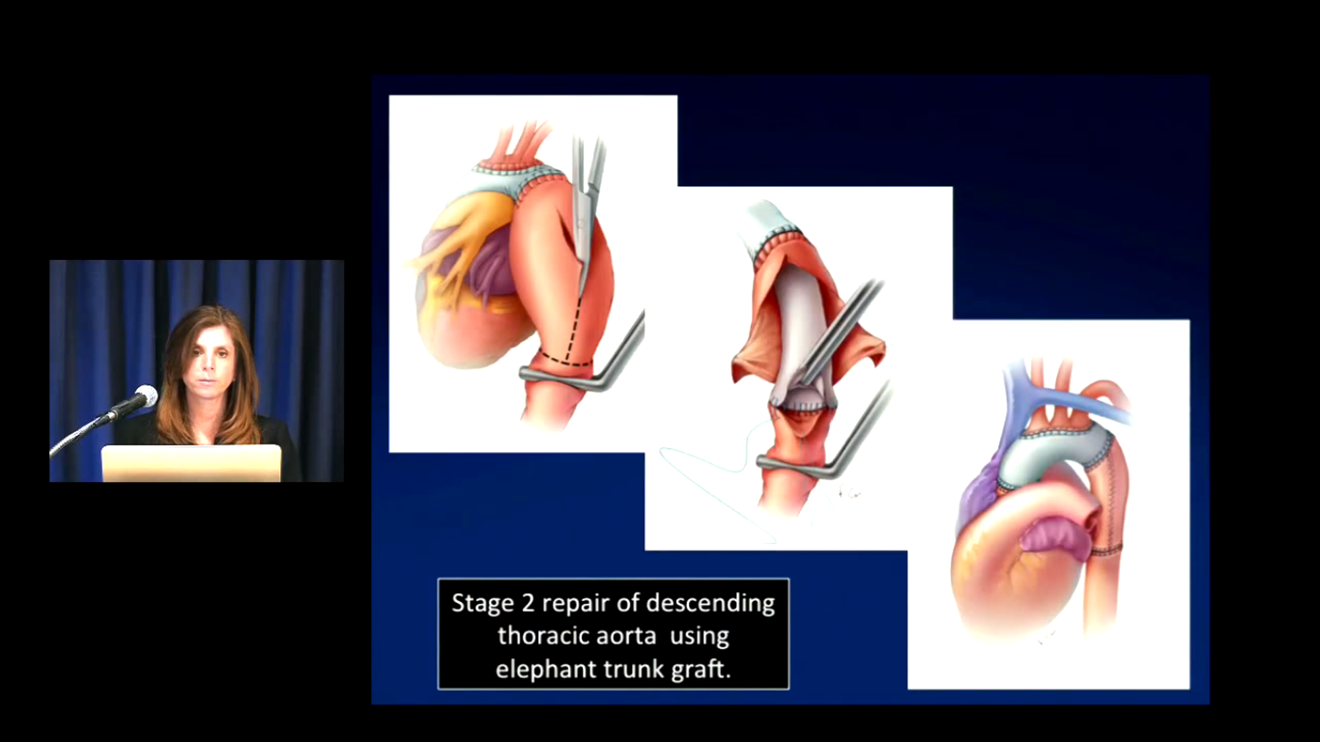 Stage 2 repair of descending
thoracic aorta using
elephant trunk graft.